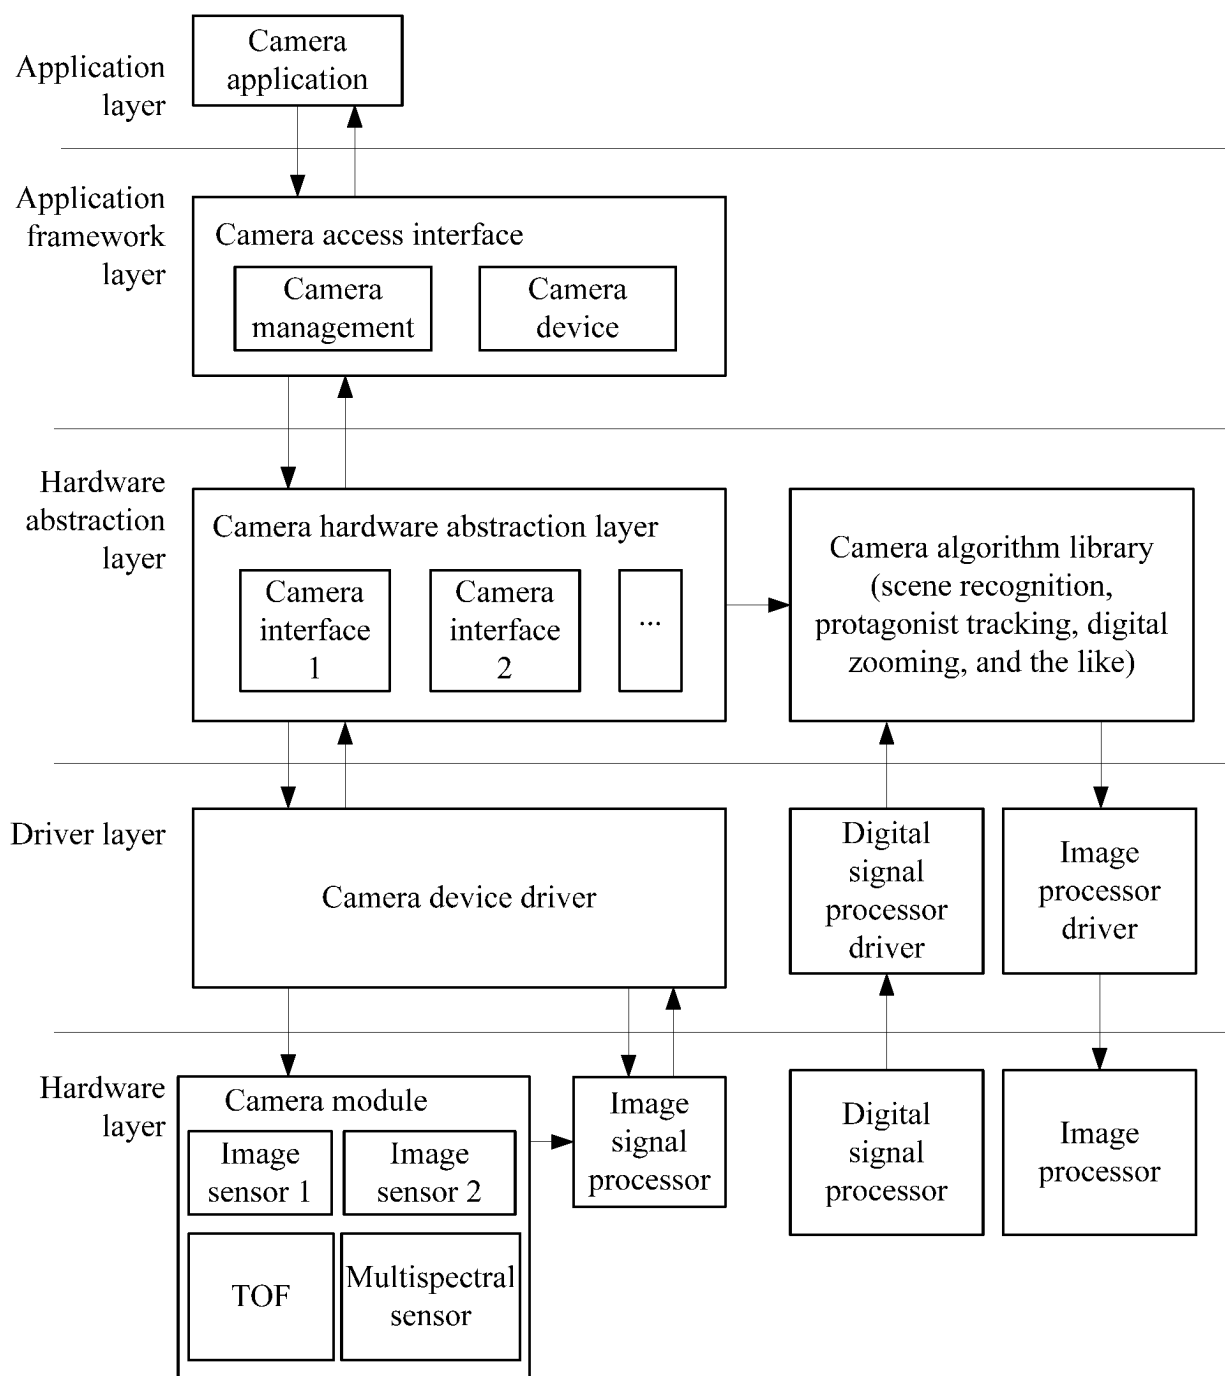 Camera
application
Application
layer
Application
framework
layer
Camera access interface
Camera
management
Camera
device
Hardware
abstraction
layer
Camera hardware abstraction layer
Camera
interface
1
Camera
interface
2
...
Camera algorithm library
(scene recognition,
protagonist tracking, digital
zooming, and the like)
Driver layer
Camera device driver
Digital
signal
processor
driver
Image
processor
driver
Hardware
layer
Camera module
Image
sensor 1
Image
sensor 2
TOF
Multispectral
sensor
Image
signal
processor
Digital
signal
processor
Image
processor